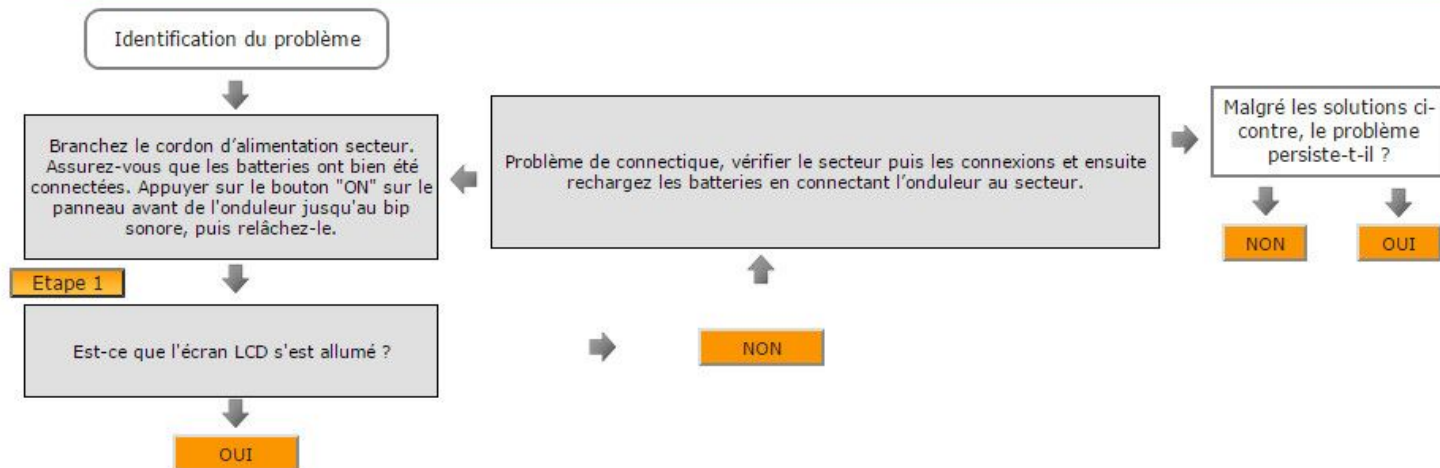 Identification du problème
Branchez le cordon d'alimentation secteur.
Assurez-vous que les batteries ont bien été
connectées. Appuyer sur le bouton "ON" sur le
panneau avant de l'onduleur jusqu'au bip
sonore, puis relâchez-le.
Problème de connectique, vérifier le secteur puis les connexions et ensuite
rechargez les batteries en connectant l'onduleur au secteur.
Malgré les solutions ci-
contre, le problème
persiste-t-il ?
NON
OUI
Etape 1
Est-ce que l'écran LCD s'est allumé ?
NON
OUI